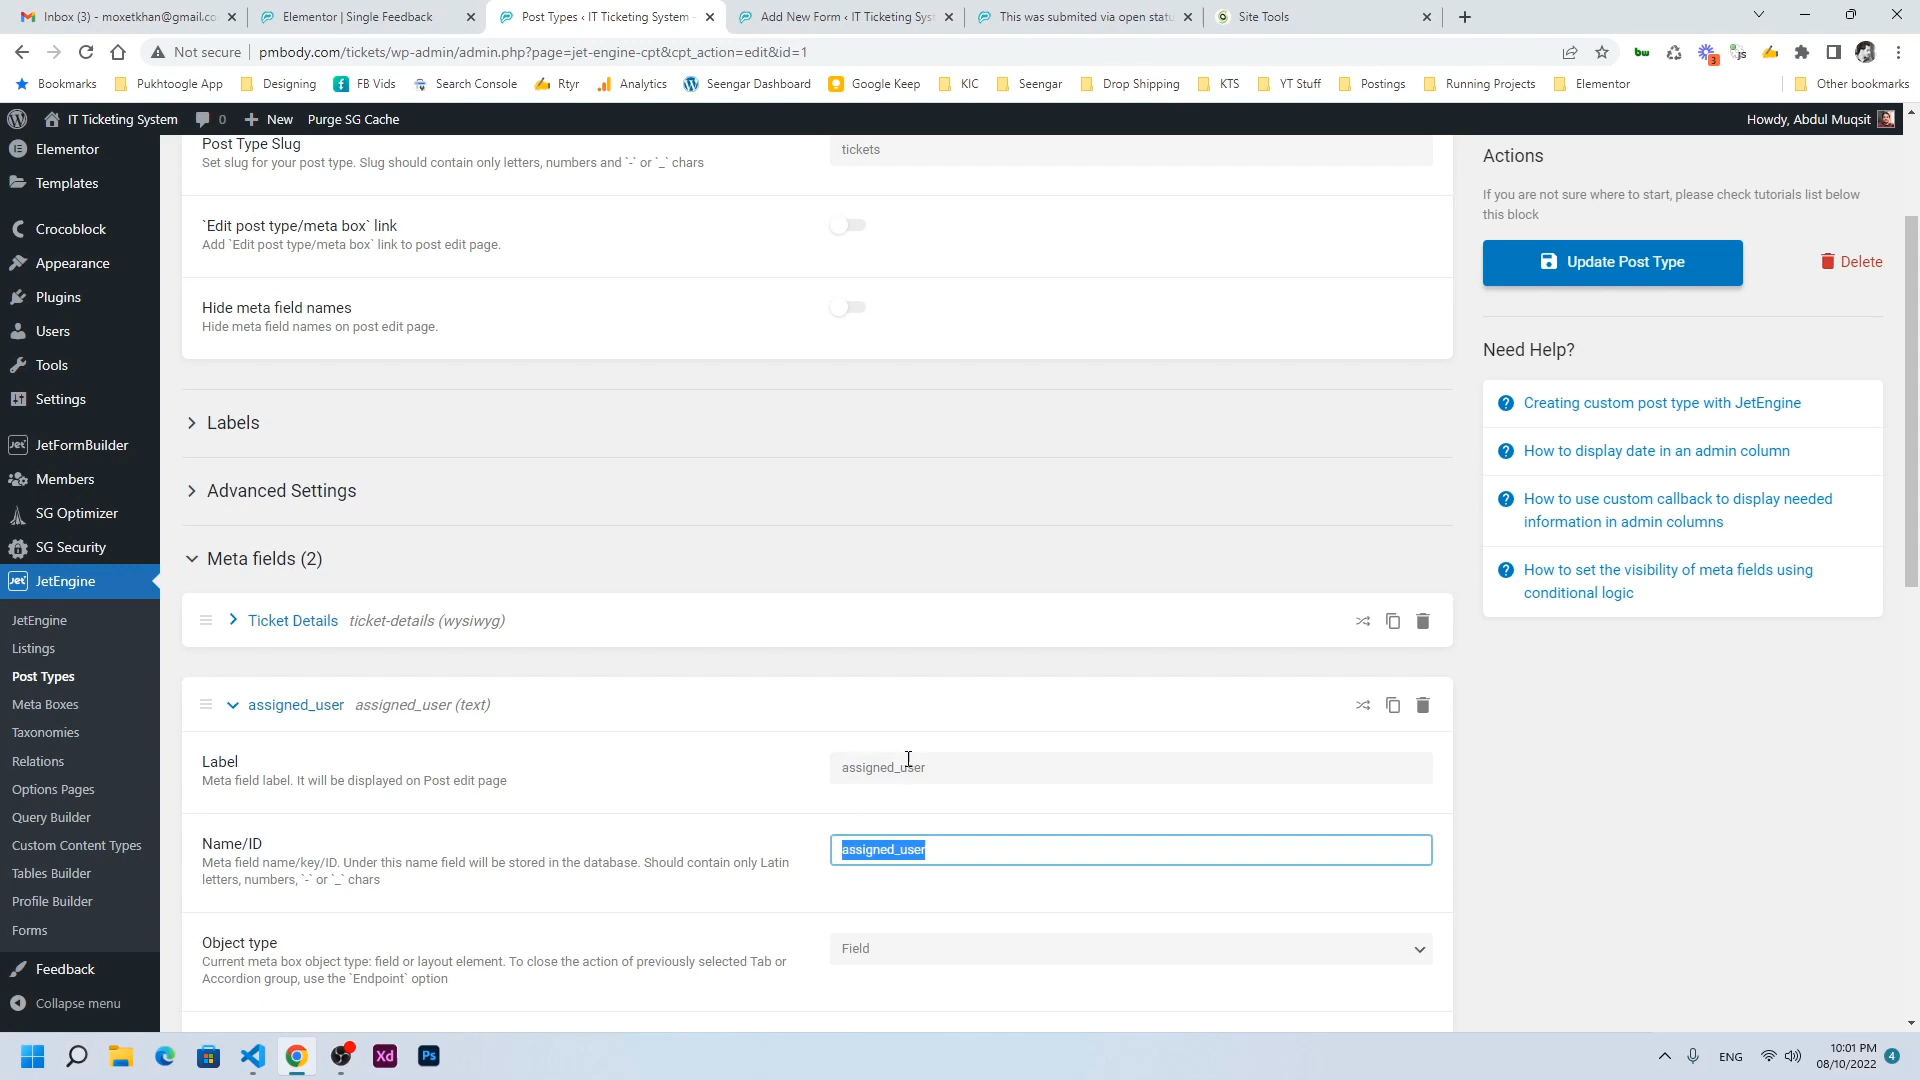 Inbox (3) - moxetkhan@gmail.co
Elementor | Single Feedback
Post Types ‹ IT Ticketing System -
Add New Form ‹ IT Ticketing Syst
This was submited via open statu
Site Tools
Not secure
pmbody.com/tickets/wp-admin/admin.php?page=jet-engine-cpt&cpt_action=edit&id=1
bw
3
js
Bookmarks
Pukhtoogle App
Designing
FB Vids
Search Console
Rtyr
Analytics
Seengar Dashboard
Google Keep
KIC
Seengar
Drop Shipping
KTS
YT Stuff
Postings
Running Projects
Elementor
Other bookmarks
IT Ticketing System
0
New
Purge SG Cache
Howdy, Abdul Muqsit
Elementor
Templates
Crocoblock
Appearance
Plugins
Users
Tools
Settings
Jet JetFormBuilder
Members
SG Optimizer
SG Security
Jet JetEngine
JetEngine
Listings
Post Types
Meta Boxes
Taxonomies
Relations
Options Pages
Query Builder
Custom Content Types
Tables Builder
Profile Builder
Forms
Feedback
Collapse menu
Post Type Slug
Set slug for your post type. Slug should contain only letters, numbers and `-` or `_` chars
tickets
`Edit post type/meta box` link
Add `Edit post type/meta box` link to post edit page.
Hide meta field names
Hide meta field names on post edit page.
Labels
Advanced Settings
Meta fields (2)
Ticket Details ticket-details (wysiwyg)
assigned_user assigned_user (text)
Label
Meta field label. It will be displayed on Post edit page
assigned_user
Name/ID
Meta field name/key/ID. Under this name field will be stored in the database. Should contain only Latin
letters, numbers, `-` or `_` chars
assigned_user
Object type
Current meta box object type: field or layout element. To close the action of previously selected Tab or
Accordion group, use the `Endpoint` option
Field
Actions
If you are not sure where to start, please check tutorials list below
this block
Update Post Type
Delete
Need Help?
Creating custom post type with JetEngine
How to display date in an admin column
How to use custom callback to display needed
information in admin columns
How to set the visibility of meta fields using
conditional logic
Xd
Ps
ENG
10:01 PM
08/10/2022
4